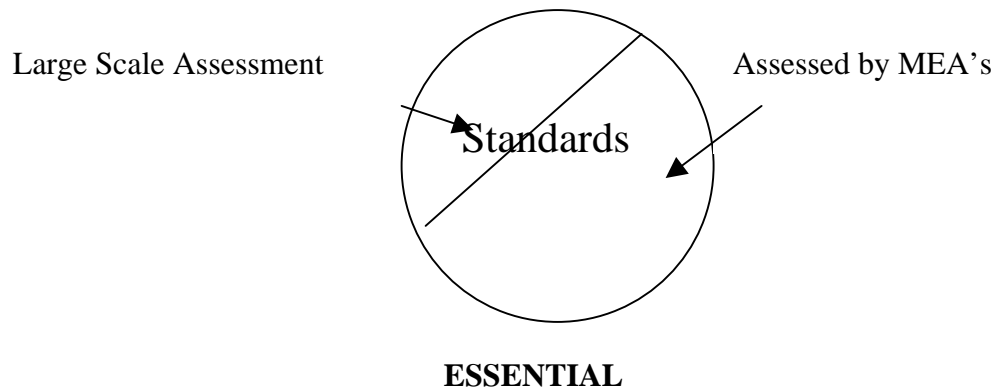 Large Scale Assessment
Assessed by MEA’s
Standards
ESSENTIAL